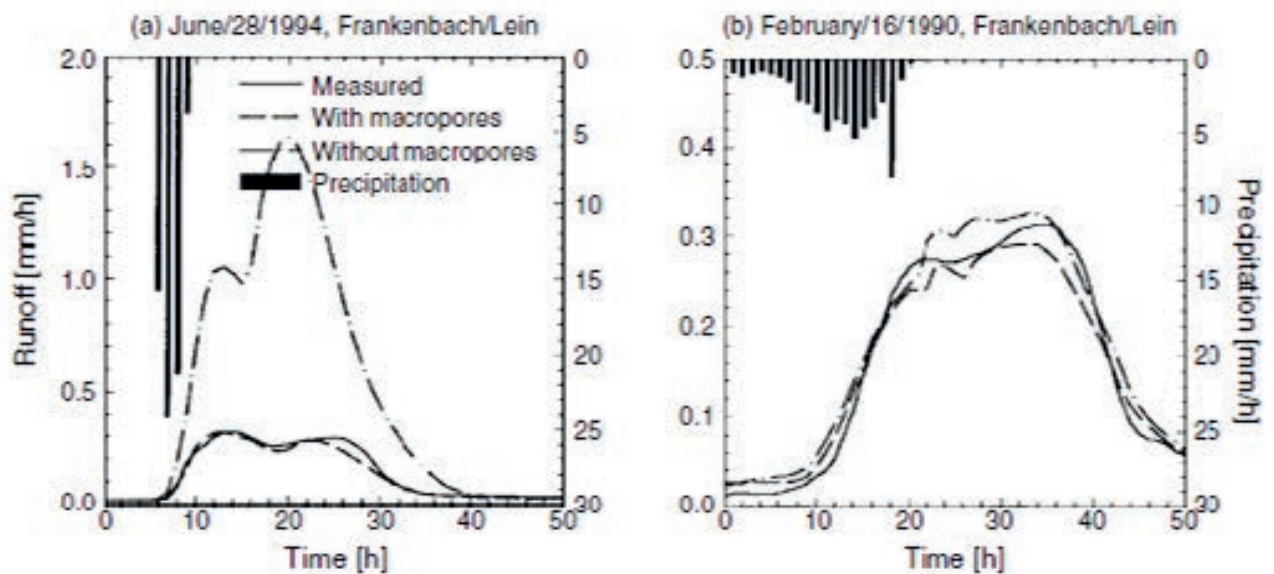 (a) June/28/1994, Frankenbach/Lein
2.0
1.5
1.0
0.5
0.0
Runoff [mm/h]
Measured
With macropores
Without macropores
Precipitation
0
5
10
15
20
25
30
0 10 20 30 40 50
Time [h]
(b) February/16/1990, Frankenbach/Lein
0.5
0.4
0.3
0.2
0.1
0.0
0
5
10
15
20
25
30
Precipitation [mm/h]
0 10 20 30 40 50
Time [h]